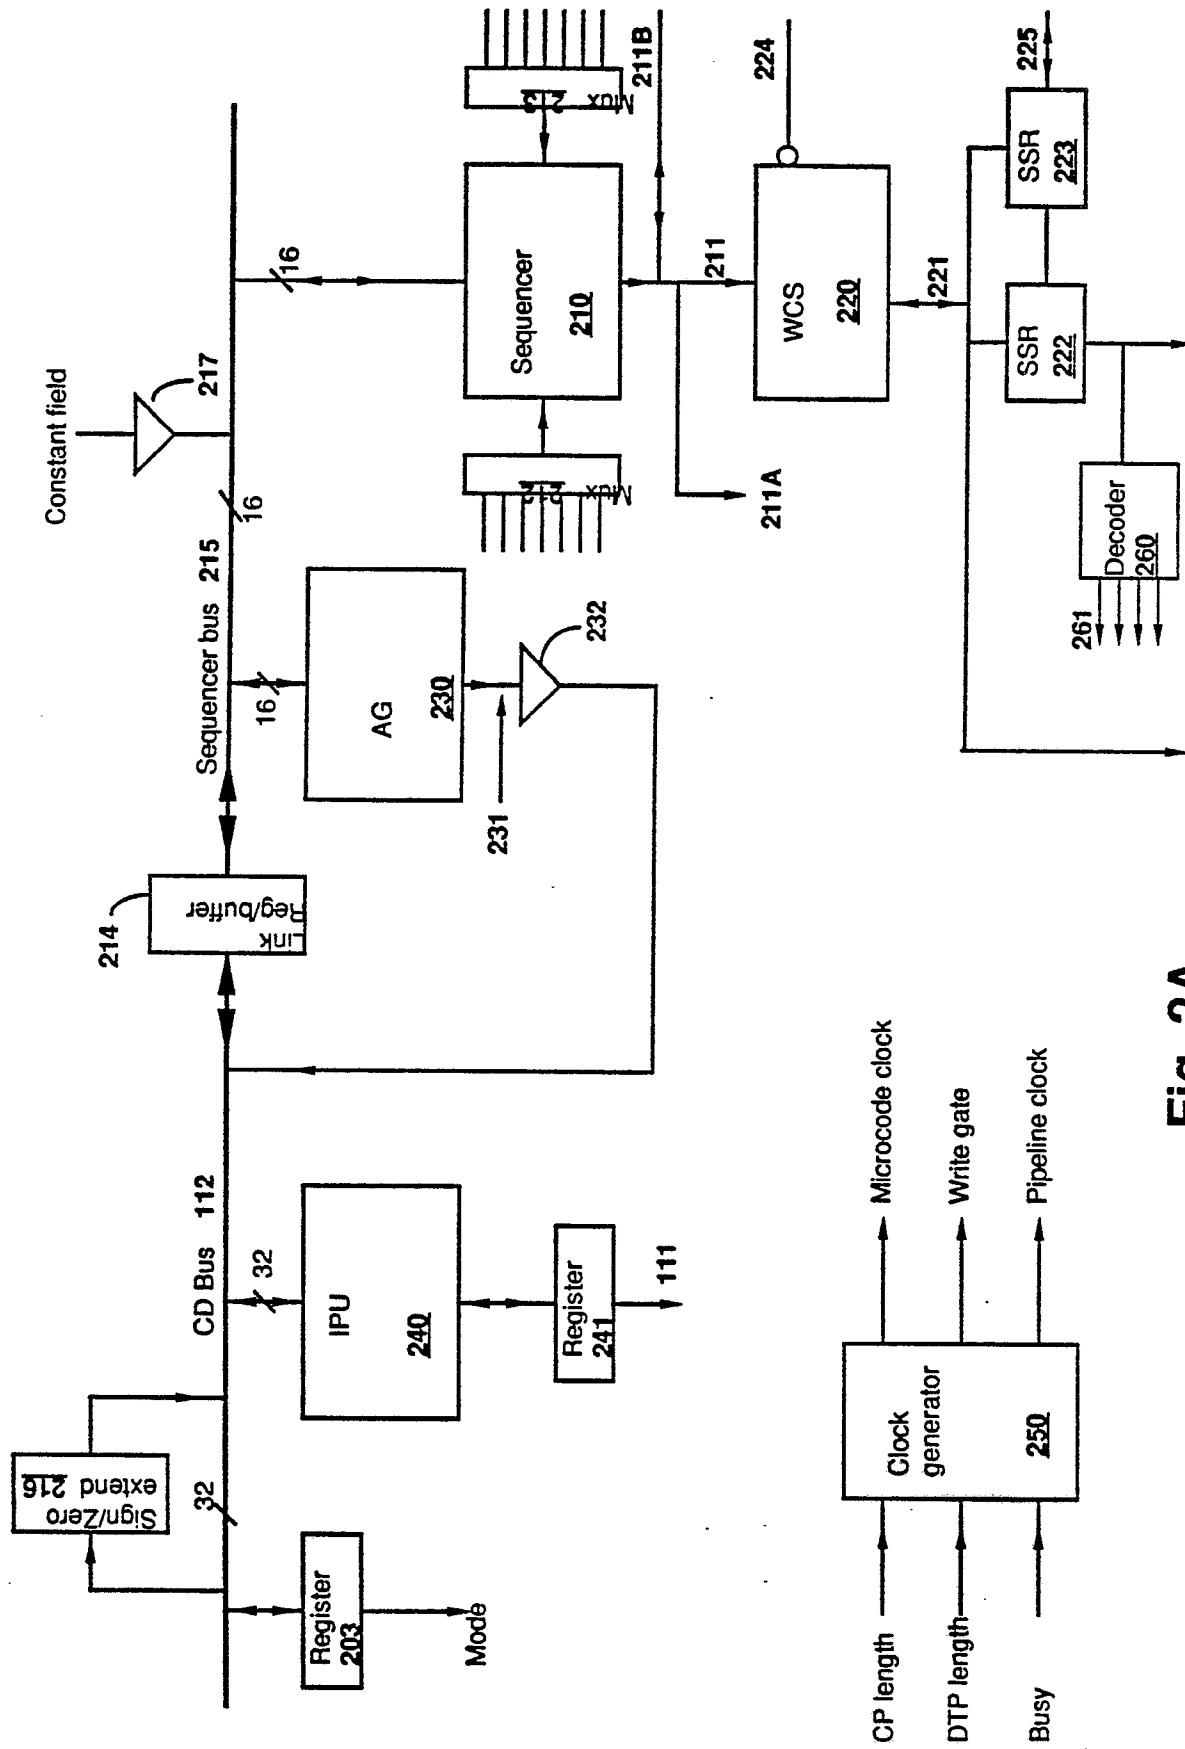 Constant field
217
16
16
Sequencer bus 215
16
214
Link
Reg/buffer
CD Bus 112
32
32
Sign/Zero
extend 216
Register
203
Mode
IPU
240
Register
241
111
AG
230
231
232
Mux
212
Sequencer
210
Mux
213
211B
211
211A
224
WCS
220
221
SSR
222
SSR
223
225
Decoder
260
261
CP length
DTP length
Busy
Clock
generator
250
Microcode clock
Write gate
Pipeline clock
Fig. 2A